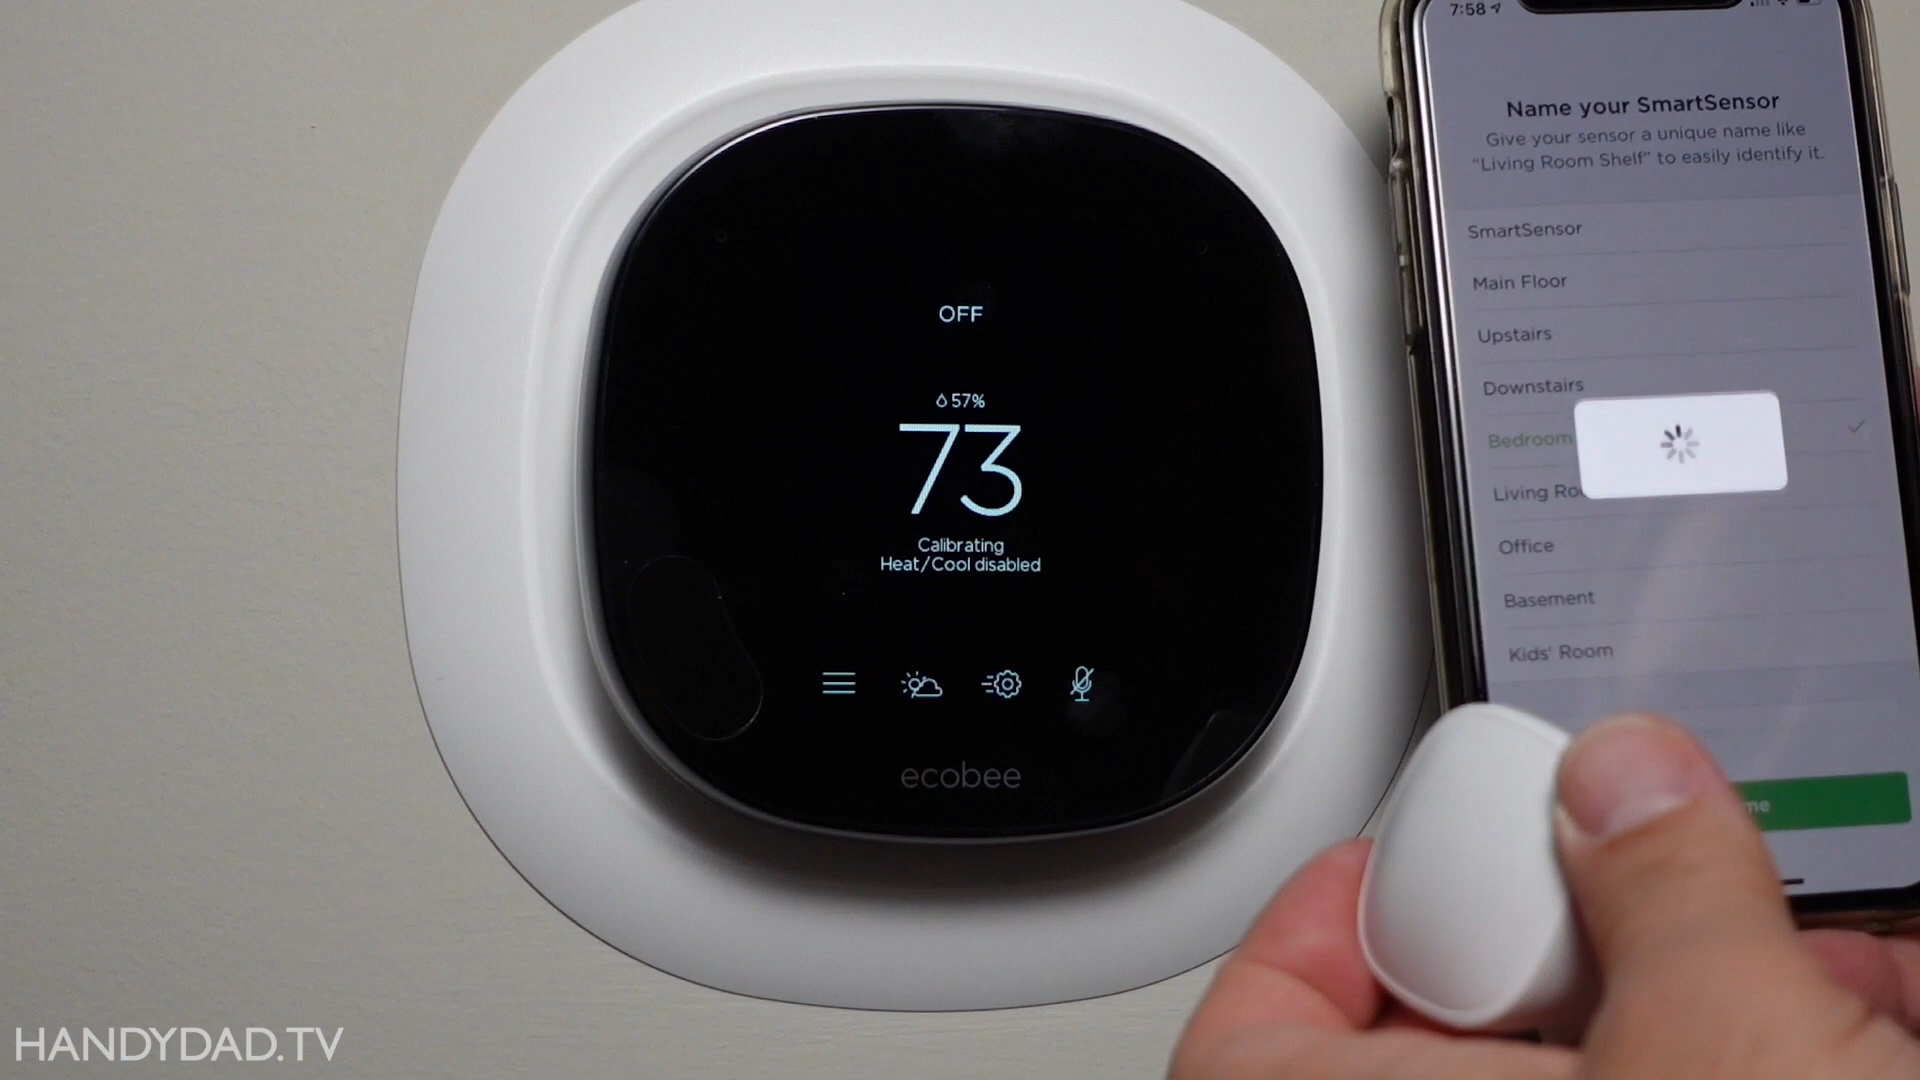 OFF
57%
73
Calibrating
Heat/Cool disabled
ecobee
7:58
Name your SmartSensor
Give your sensor a unique name like
“Living Room Shelf” to easily identify it.
SmartSensor
Main Floor
Upstairs
Downstairs
Bedroom
Living
Office
Basement
Kids' Room
HANDYDAD.TV